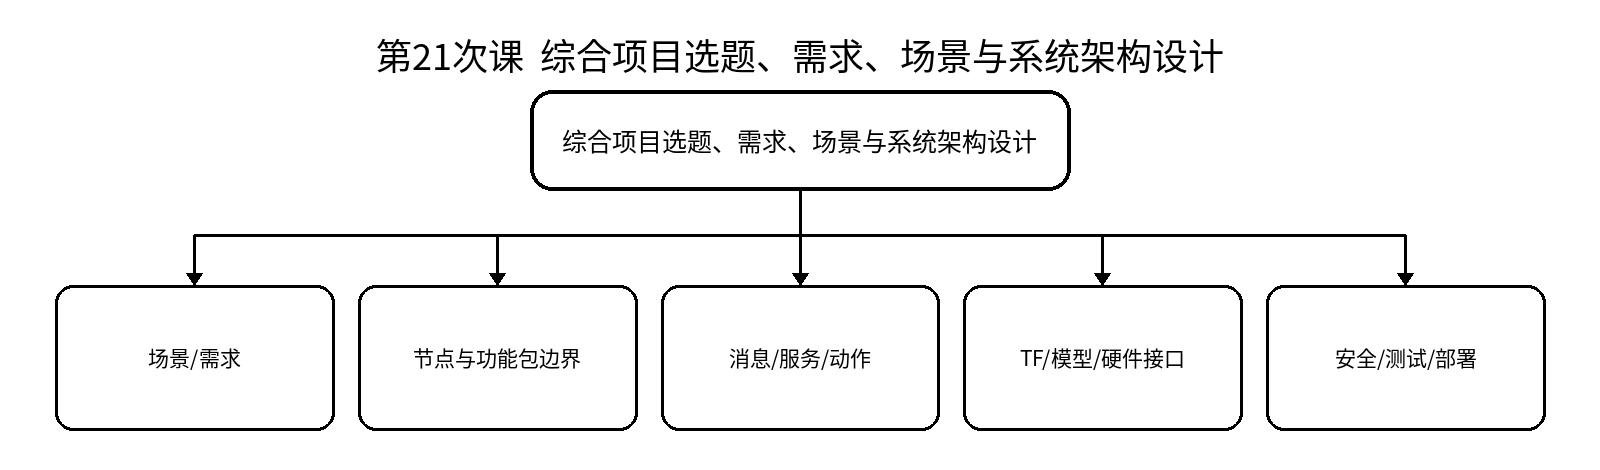 第21次课 综合项目选题、需求、场景与系统架构设计
综合项目选题、需求、场景与系统架构设计
场景/需求
节点与功能包边界
消息/服务/动作
TF/模型/硬件接口
安全/测试/部署